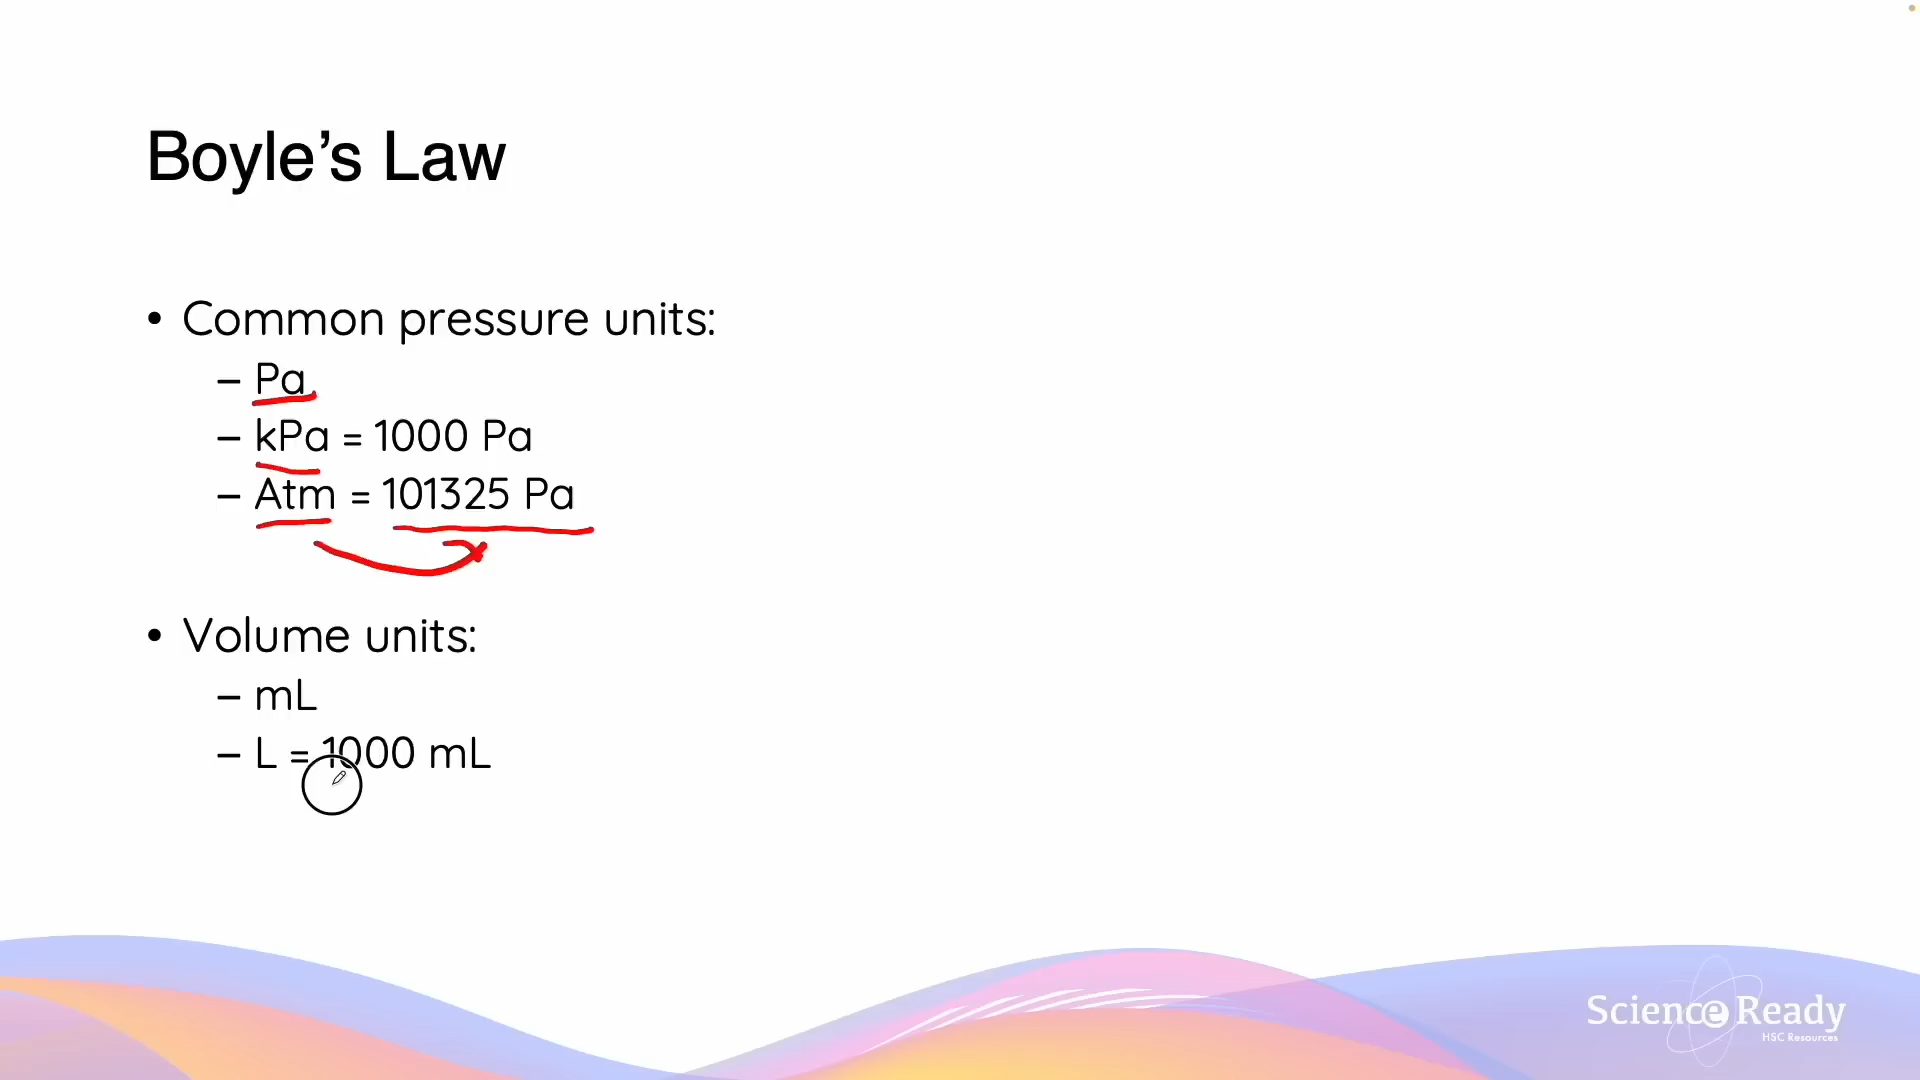 Boyle’s Law
• Common pressure units:
– Pa
– kPa = 1000 Pa
– Atm = 101325 Pa
• Volume units:
– mL
– L = 1000 mL
Science Ready
HSC Resources